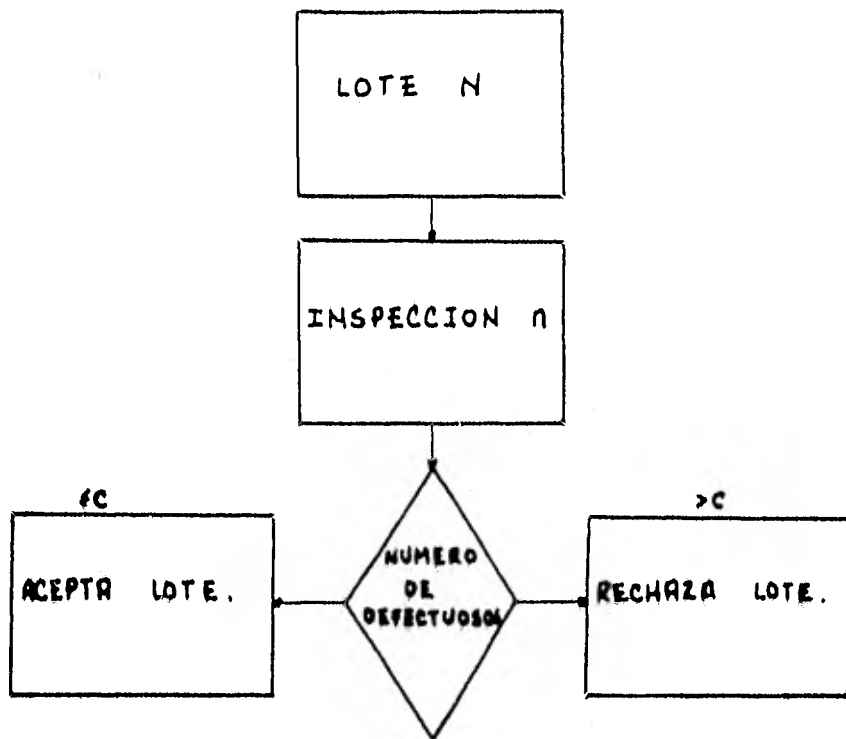 LOTE N
INSPECCION n
≤C
>C
NUMERO
DE
DEFECTUOSOS
ACEPTA LOTE.
RECHAZA LOTE.